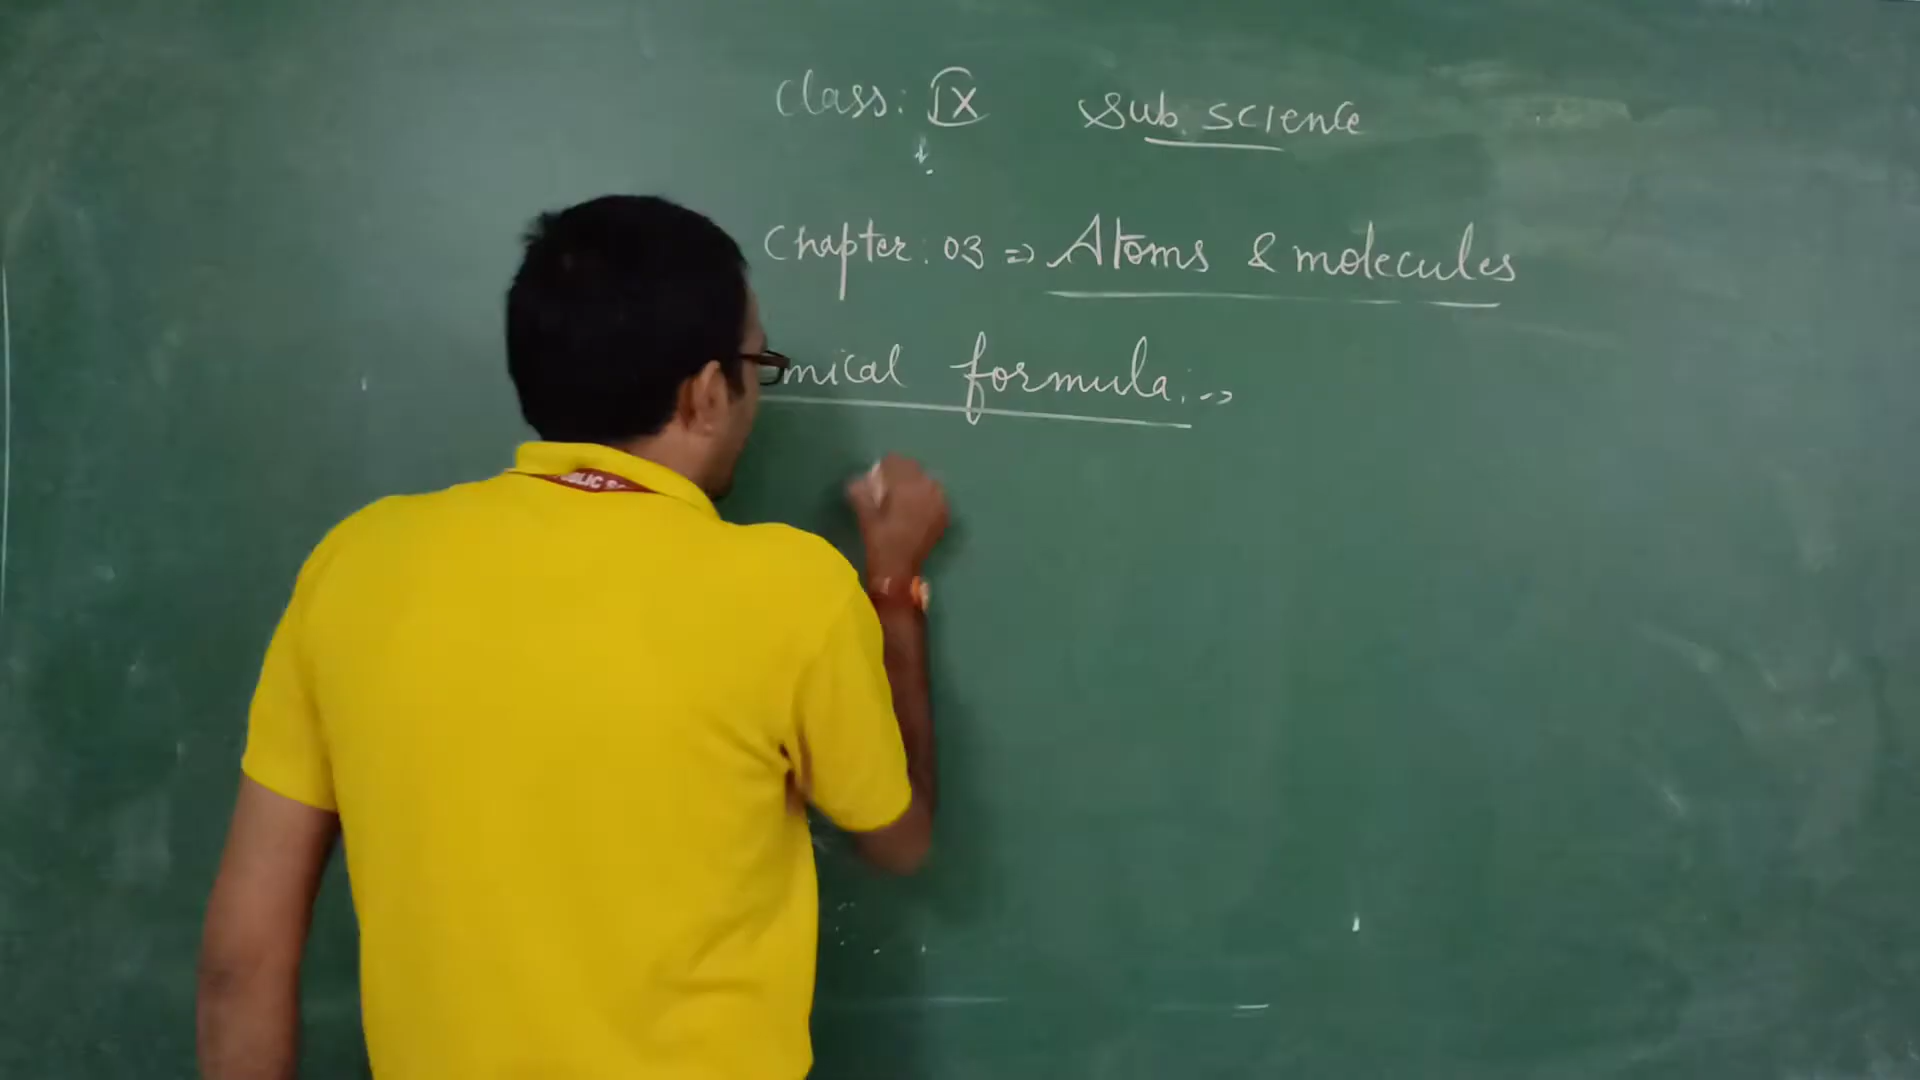 Class: IX Sub. Science
Chapter: 03 => Atoms & molecules
mical formula :->